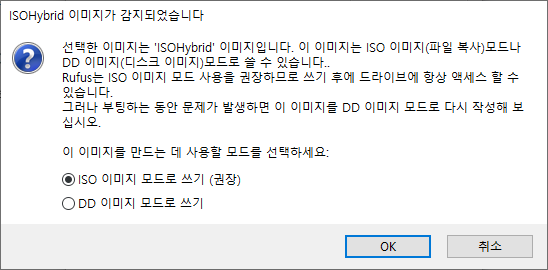 ISOHybrid 이미지가 감지되었습니다
선택한 이미지는 'ISOHybrid' 이미지입니다. 이 이미지는 ISO 이미지(파일 복사)모드나
DD 이미지(디스크 이미지)모드로 쓸 수 있습니다..
Rufus는 ISO 이미지 모드 사용을 권장하므로 쓰기 후에 드라이브에 항상 액세스 할 수
있습니다.
그러나 부팅하는 동안 문제가 발생하면 이 이미지를 DD 이미지 모드로 다시 작성해 보
십시오.
이 이미지를 만드는 데 사용할 모드를 선택하세요:
ISO 이미지 모드로 쓰기 (권장)
DD 이미지 모드로 쓰기
OK
취소